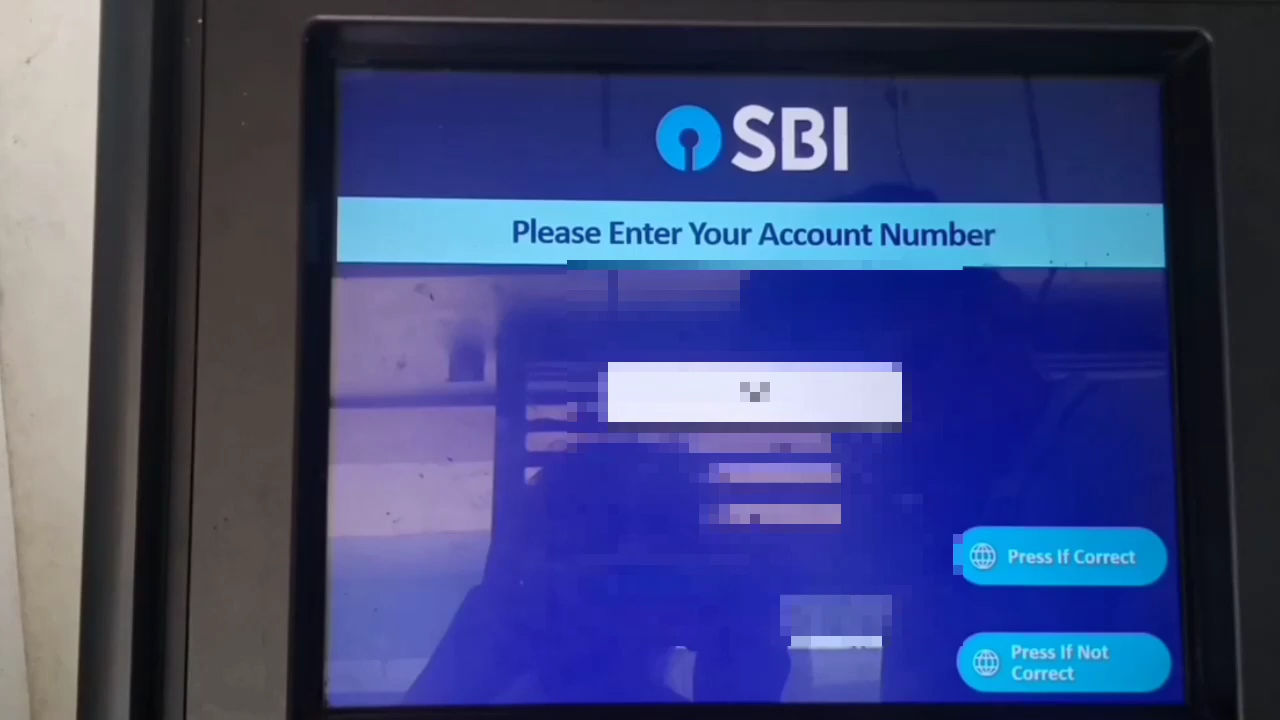 SBI
Please Enter Your Account Number
Press If Correct
Press If Not
Correct